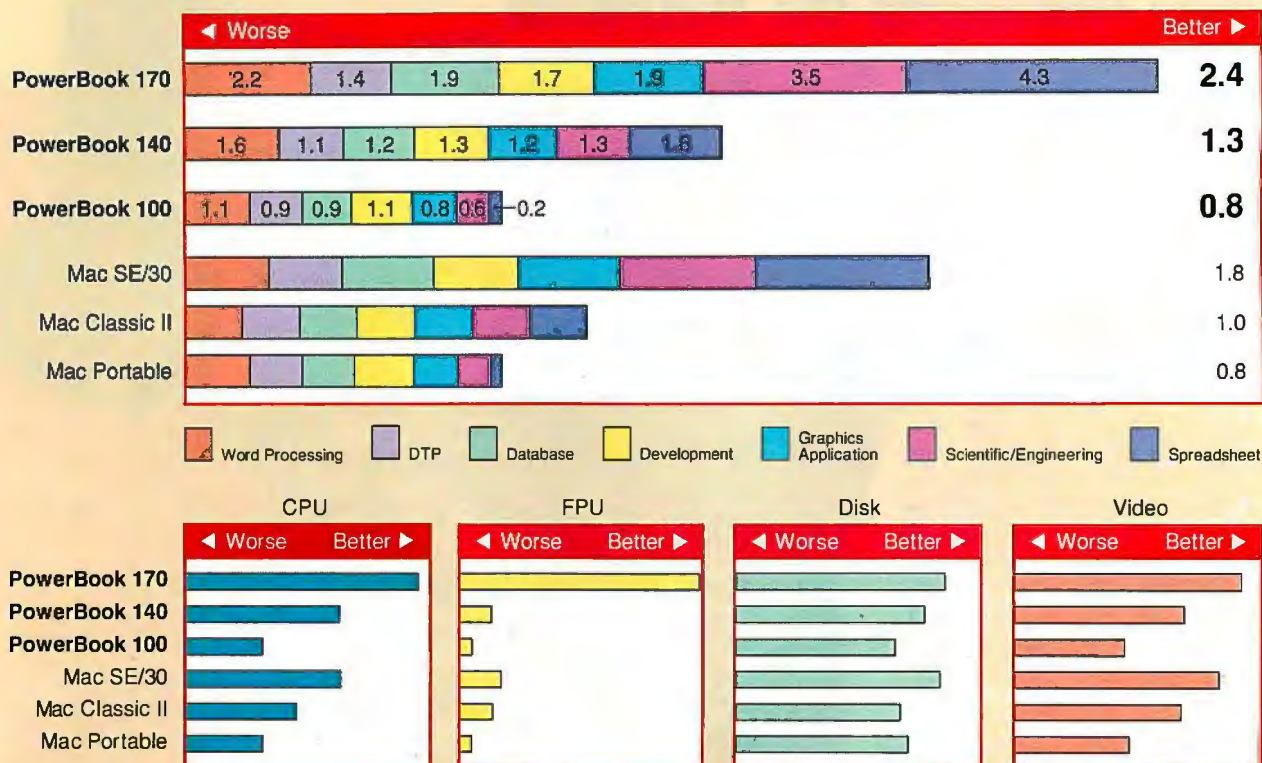 ◄ Worse Better ►
PowerBook 170 2.2 1.4 1.9 1.7 1.9 3.5 4.3 2.4
PowerBook 140 1.6 1.1 1.2 1.3 1.2 1.3 1.8 1.3
PowerBook 100 1.1 0.9 0.9 1.1 0.8 0.6 0.2 0.8
Mac SE/30 1.8
Mac Classic II 1.0
Mac Portable 0.8
Word Processing DTP Database Development Graphics Application Scientific/Engineering Spreadsheet
CPU FPU Disk Video
◄ Worse Better ► ◄ Worse Better ► ◄ Worse Better ► ◄ Worse Better ►
PowerBook 170
PowerBook 140
PowerBook 100
Mac SE/30
Mac Classic II
Mac Portable